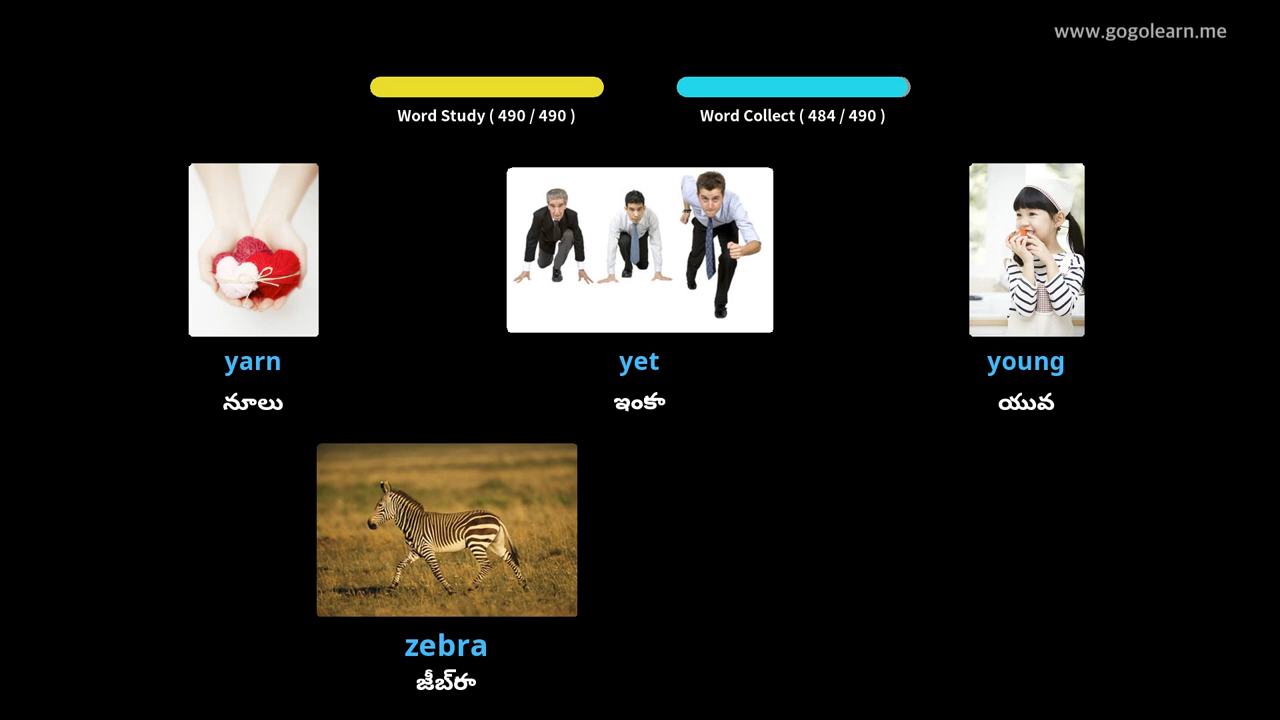 www.gogolearn.me
Word Study ( 490 / 490 )
Word Collect ( 484 / 490 )
yarn
నూలు
yet
ఇంకా
young
యువ
zebra
జీబ్‌రా